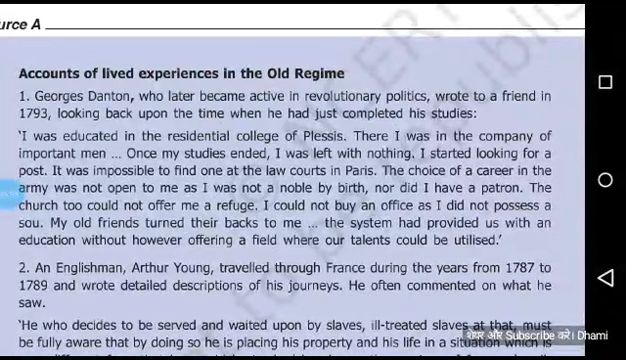 urce A
Accounts of lived experiences in the Old Regime
1. Georges Danton, who later became active in revolutionary politics, wrote to a friend in
1793, looking back upon the time when he had just completed his studies:
'I was educated in the residential college of Plessis. There I was in the company of
important men ... Once my studies ended, I was left with nothing. I started looking for a
post. It was impossible to find one at the law courts in Paris. The choice of a career in the
army was not open to me as I was not a noble by birth, nor did I have a patron. The
church too could not offer me a refuge. I could not buy an office as I did not possess a
sou. My old friends turned their backs to me ... the system had provided us with an
education without however offering a field where our talents could be utilised.'
2. An Englishman, Arthur Young, travelled through France during the years from 1787 to
1789 and wrote detailed descriptions of his journeys. He often commented on what he
saw.
'He who decides to be served and waited upon by slaves, ill-treated slaves at that, must
be fully aware that by doing so he is placing his property and his life in a situation which is
शेयर और Subscribe करें। Dhami